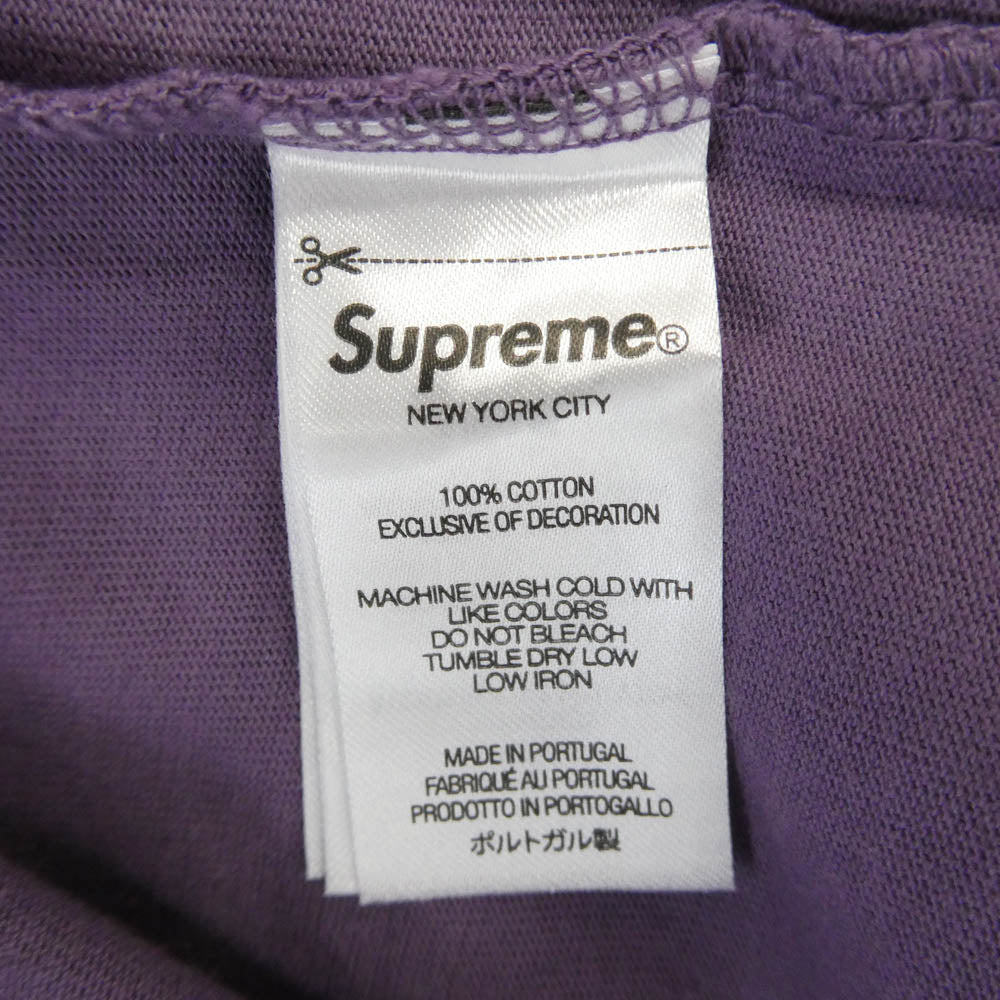 Supreme®
NEW YORK CITY
100% COTTON
EXCLUSIVE OF DECORATION
MACHINE WASH COLD WITH
LIKE COLORS
DO NOT BLEACH
TUMBLE DRY LOW
LOW IRON
MADE IN PORTUGAL
FABRIQUÉ AU PORTUGAL
PRODOTTO IN PORTOGALLO
ポルトガル製